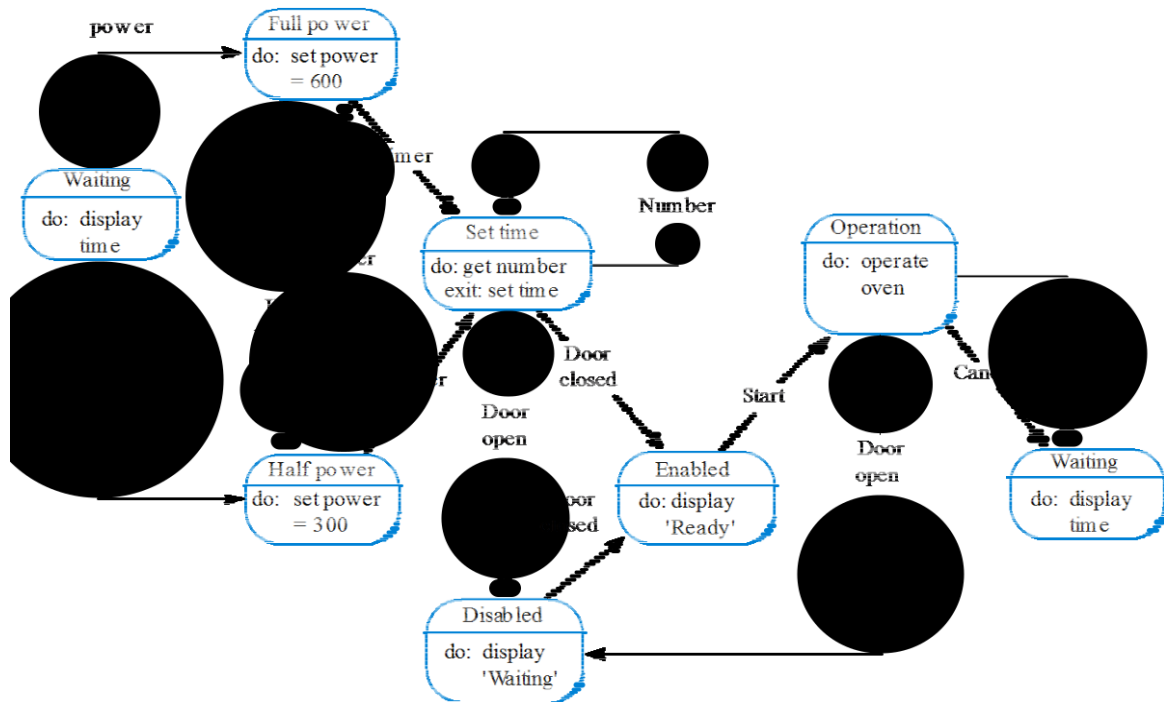 power
Full power
do: set power
= 600
Waiting
do: display
time
Number
Set time
do: get number
exit: set time
Operation
do: operate
oven
Door
closed
Door
open
Start
Door
open
Half power
do: set power
= 300
Enabled
do: display
'Ready'
Waiting
do: display
time
Disabled
do: display
'Waiting'